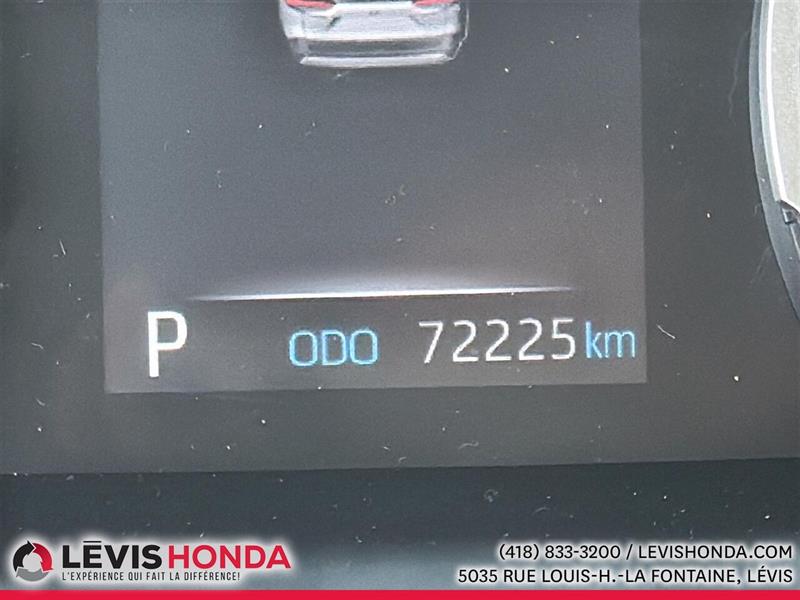 P ODO 72225 km
LĒVIS HONDA
L'EXPÉRIENCE QUI FAIT LA DIFFÉRENCE!
(418) 833-3200 / LEVISHONDA.COM
5035 RUE LOUIS-H.-LA FONTAINE, LÉVIS